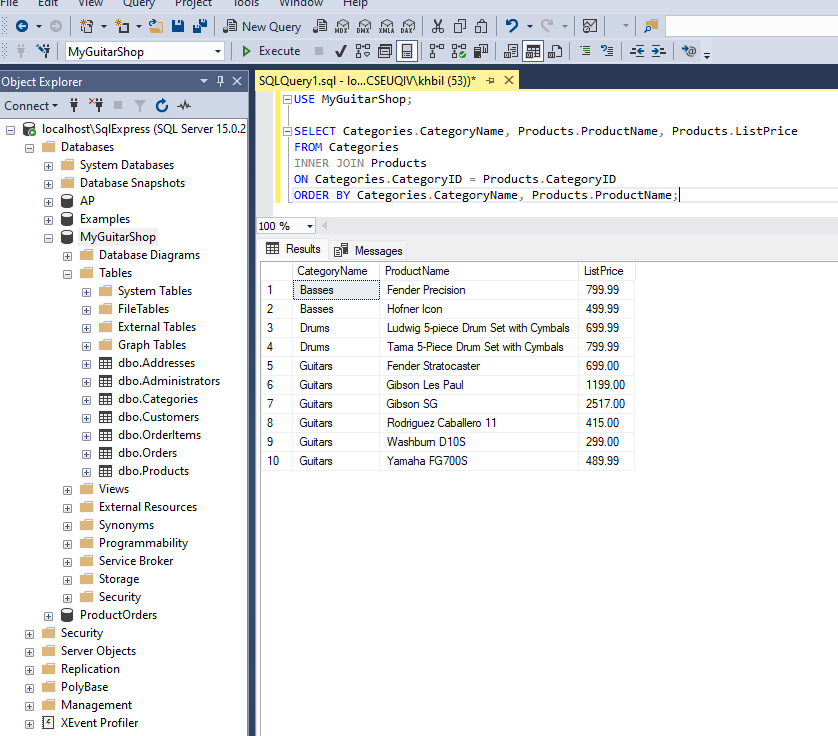 File Edit View Query Project Tools Window Help
New Query MDX DMX XMLA DAX
MyGuitarShop Execute
Object Explorer
Connect
localhost\SqlExpress (SQL Server 15.0.2
Databases
System Databases
Database Snapshots
AP
Examples
MyGuitarShop
Database Diagrams
Tables
System Tables
FileTables
External Tables
Graph Tables
dbo.Addresses
dbo.Administrators
dbo.Categories
dbo.Customers
dbo.OrderItems
dbo.Orders
dbo.Products
Views
External Resources
Synonyms
Programmability
Service Broker
Storage
Security
ProductOrders
Security
Server Objects
Replication
PolyBase
Management
XEvent Profiler
SQLQuery1.sql - lo...CSEUQIV\khbil (53))*
USE MyGuitarShop;
SELECT Categories.CategoryName, Products.ProductName, Products.ListPrice
FROM Categories
INNER JOIN Products
ON Categories.CategoryID = Products.CategoryID
ORDER BY Categories.CategoryName, Products.ProductName;
100 %
Results Messages
CategoryName ProductName ListPrice
1 Basses Fender Precision 799.99
2 Basses Hofner Icon 499.99
3 Drums Ludwig 5-piece Drum Set with Cymbals 699.99
4 Drums Tama 5-Piece Drum Set with Cymbals 799.99
5 Guitars Fender Stratocaster 699.00
6 Guitars Gibson Les Paul 1199.00
7 Guitars Gibson SG 2517.00
8 Guitars Rodriguez Caballero 11 415.00
9 Guitars Washburn D10S 299.00
10 Guitars Yamaha FG700S 489.99